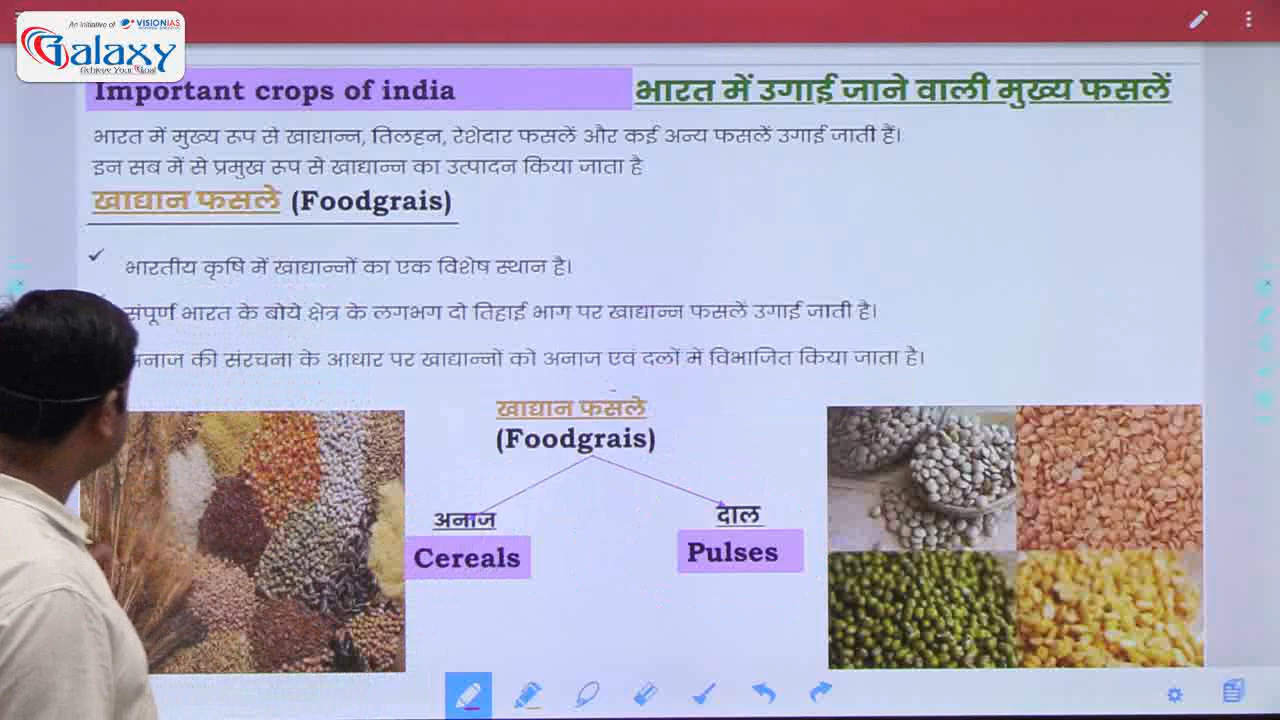 An Initiative of VISIONIAS
Galaxy
Achieve Your Goal
Important crops of india
भारत में उगाई जाने वाली मुख्य फसलें
भारत में मुख्य रूप से खाद्यान्न, तिलहन, रेशेदार फसलें और कई अन्य फसलें उगाई जाती हैं।
इन सब में से प्रमुख रूप से खाद्यान्न का उत्पादन किया जाता है
खाद्यान फसले (Foodgrais)
भारतीय कृषि में खाद्यान्नों का एक विशेष स्थान है।
संपूर्ण भारत के बोये क्षेत्र के लगभग दो तिहाई भाग पर खाद्यान्न फसलें उगाई जाती है।
अनाज की संरचना के आधार पर खाद्यान्नों को अनाज एवं दलों में विभाजित किया जाता है।
खाद्यान फसले
(Foodgrais)
अनाज
Cereals
दाल
Pulses